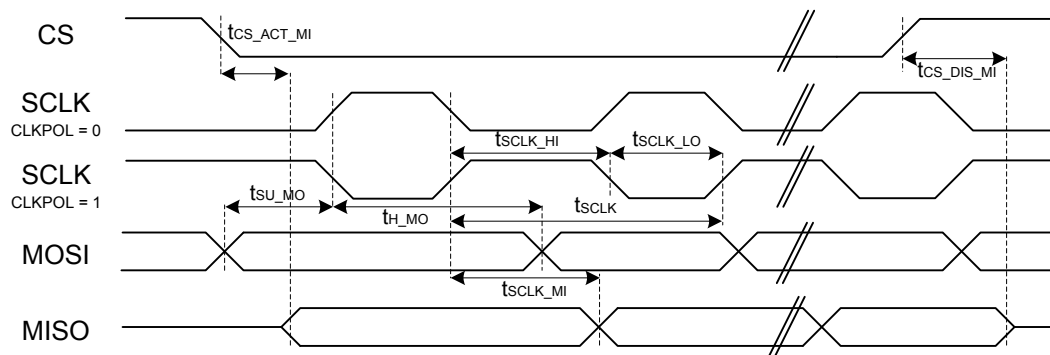 CS
tCS_ACT_MI
tCS_DIS_MI
SCLK
CLKPOL = 0
tSCLK_HI
tSCLK_LO
SCLK
CLKPOL = 1
tSU_MO
tH_MO
tSCLK
MOSI
tSCLK_MI
MISO